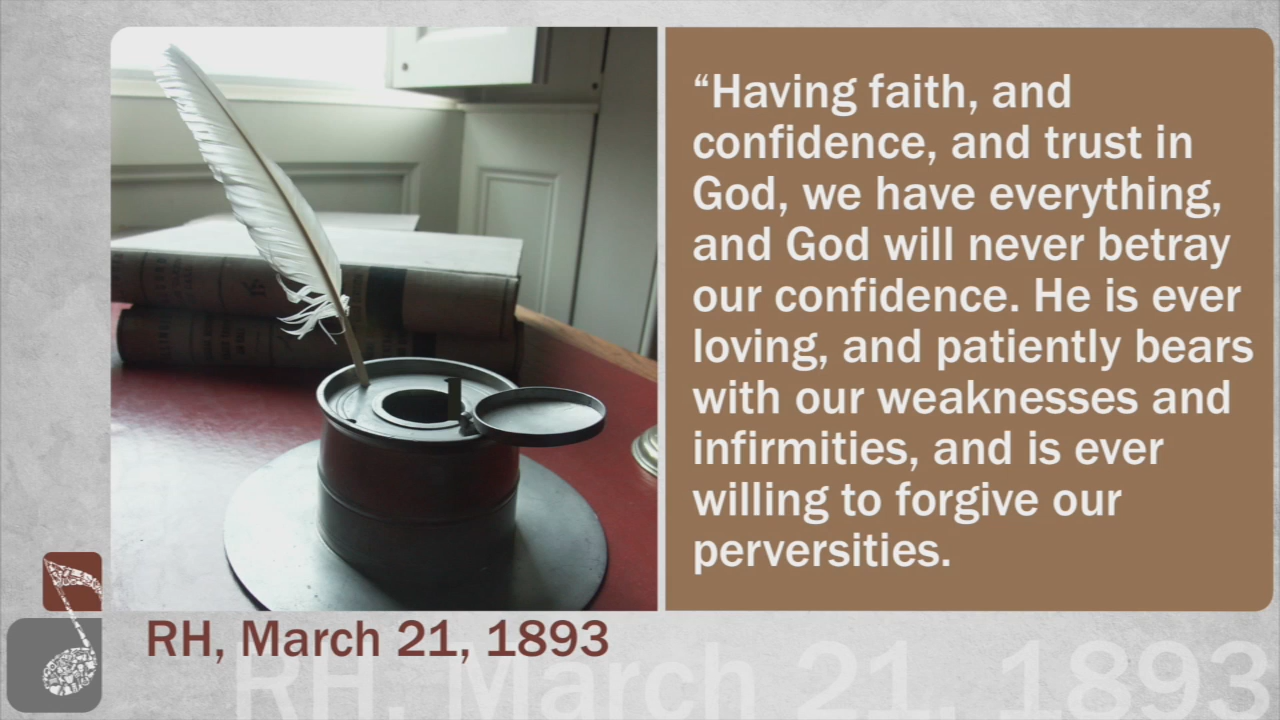 “Having faith, and
confidence, and trust in
God, we have everything,
and God will never betray
our confidence. He is ever
loving, and patiently bears
with our weaknesses and
infirmities, and is ever
willing to forgive our
perversities.
RH, March 21, 1893
RH, March 21, 1893